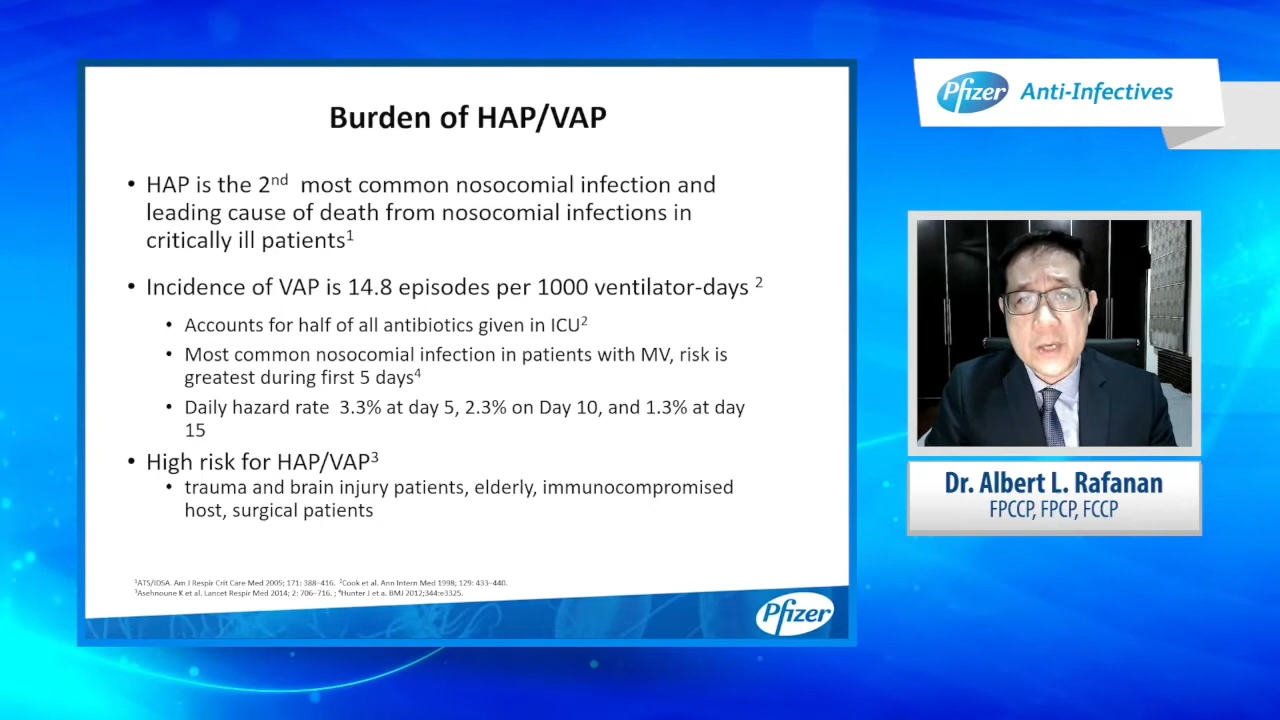 Burden of HAP/VAP
• HAP is the 2nd most common nosocomial infection and
leading cause of death from nosocomial infections in
critically ill patients1
• Incidence of VAP is 14.8 episodes per 1000 ventilator-days 2
• Accounts for half of all antibiotics given in ICU2
• Most common nosocomial infection in patients with MV, risk is
greatest during first 5 days4
• Daily hazard rate 3.3% at day 5, 2.3% on Day 10, and 1.3% at day
15
• High risk for HAP/VAP3
• trauma and brain injury patients, elderly, immunocompromised
host, surgical patients
1ATS/IDSA. Am J Respir Crit Care Med 2005; 171: 388–416. 2Cook et al. Ann Intern Med 1998; 129: 433–440.
3Asehnoune K et al. Lancet Respir Med 2014; 2: 706–716. ; 4Hunter J et a. BMJ 2012;344:e3325.
Pfizer
Pfizer Anti-Infectives
Dr. Albert L. Rafanan
FPCCP, FPCP, FCCP